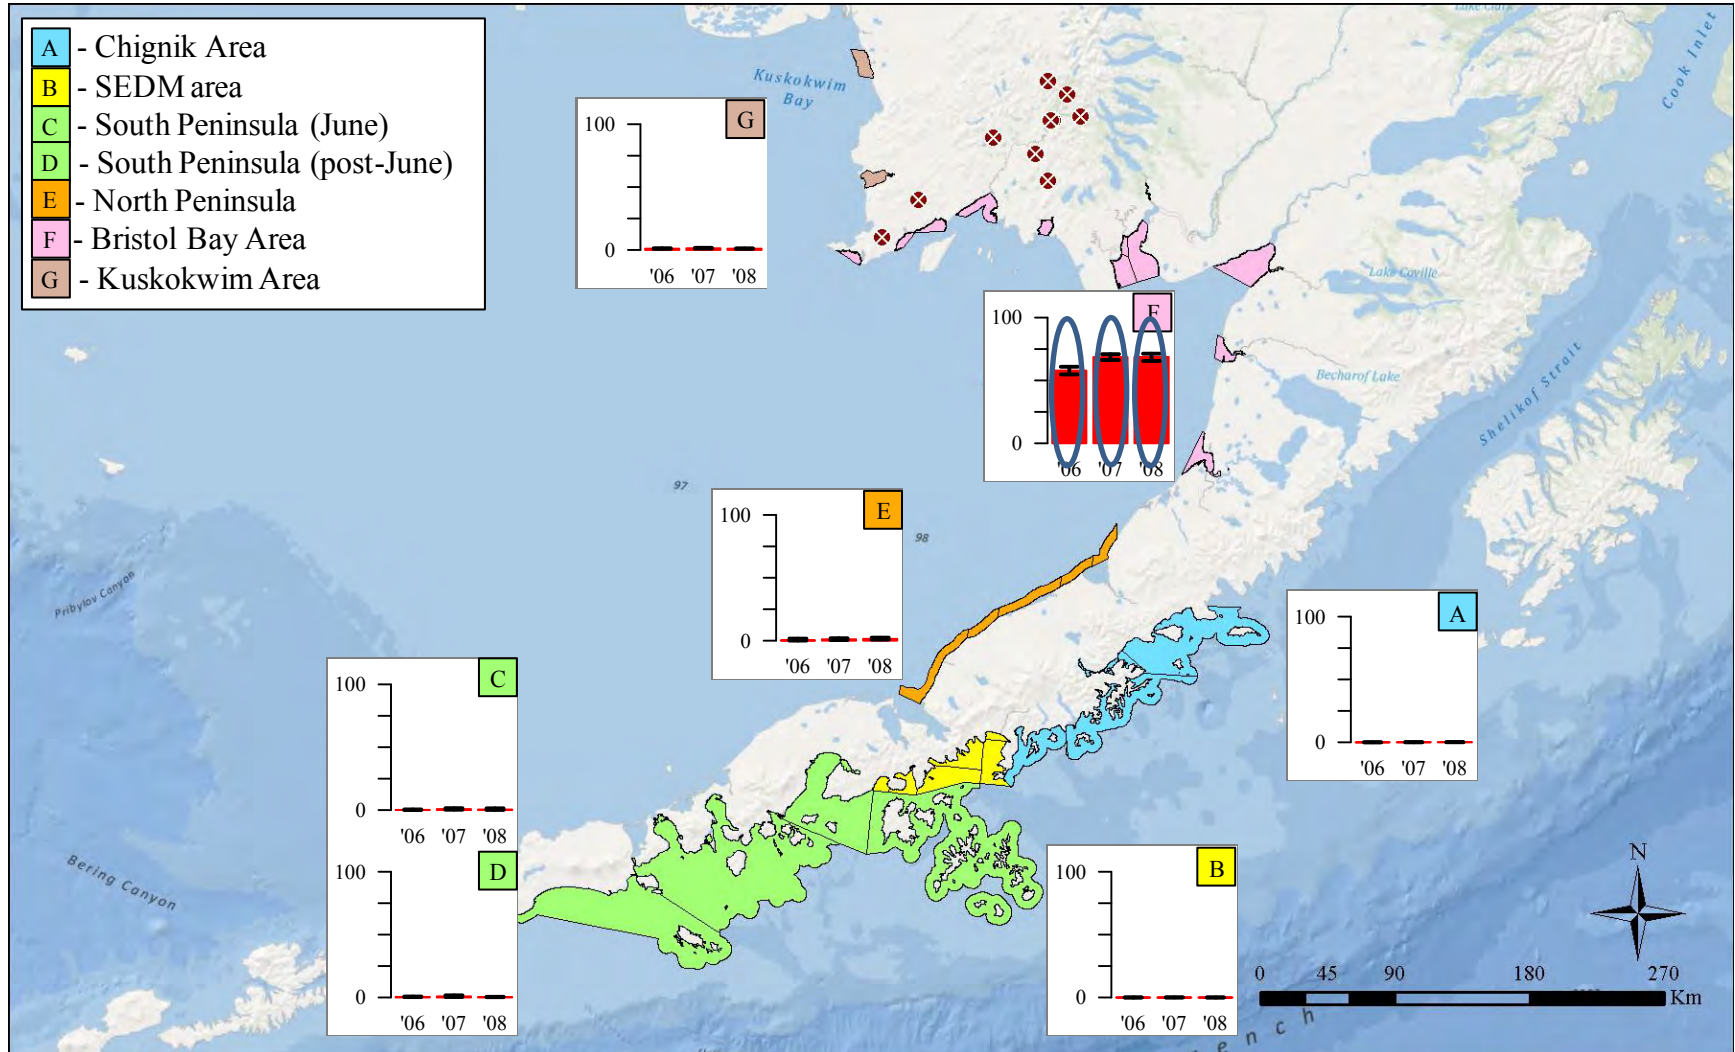 A - Chignik Area
B - SEDM area
C - South Peninsula (June)
D - South Peninsula (post-June)
E - North Peninsula
F - Bristol Bay Area
G - Kuskokwim Area
Kuskokwim
Bay
Lake Clark
Cook Inlet
100
G
0
'06 '07 '08
Lake Coville
100
F
0
'06 '07 '08
Becharof Lake
Shelikof Strait
97
98
100
E
0
'06 '07 '08
Pribylov Canyon
100
A
0
'06 '07 '08
100
C
0
'06 '07 '08
Bering Canyon
100
D
0
'06 '07 '08
100
B
0
'06 '07 '08
N
0 45 90 180 270
Km
ench